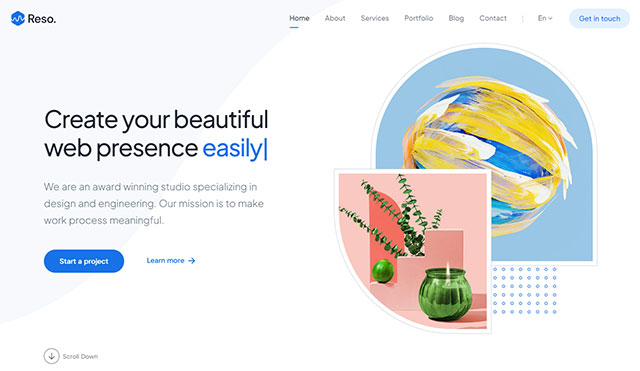 Reso.
Home About Services Portfolio Blog Contact En Get in touch
Create your beautiful
web presence easily|
We are an award winning studio specializing in
design and engineering. Our mission is to make
work process meaningful.
Start a project Learn more
Scroll Down